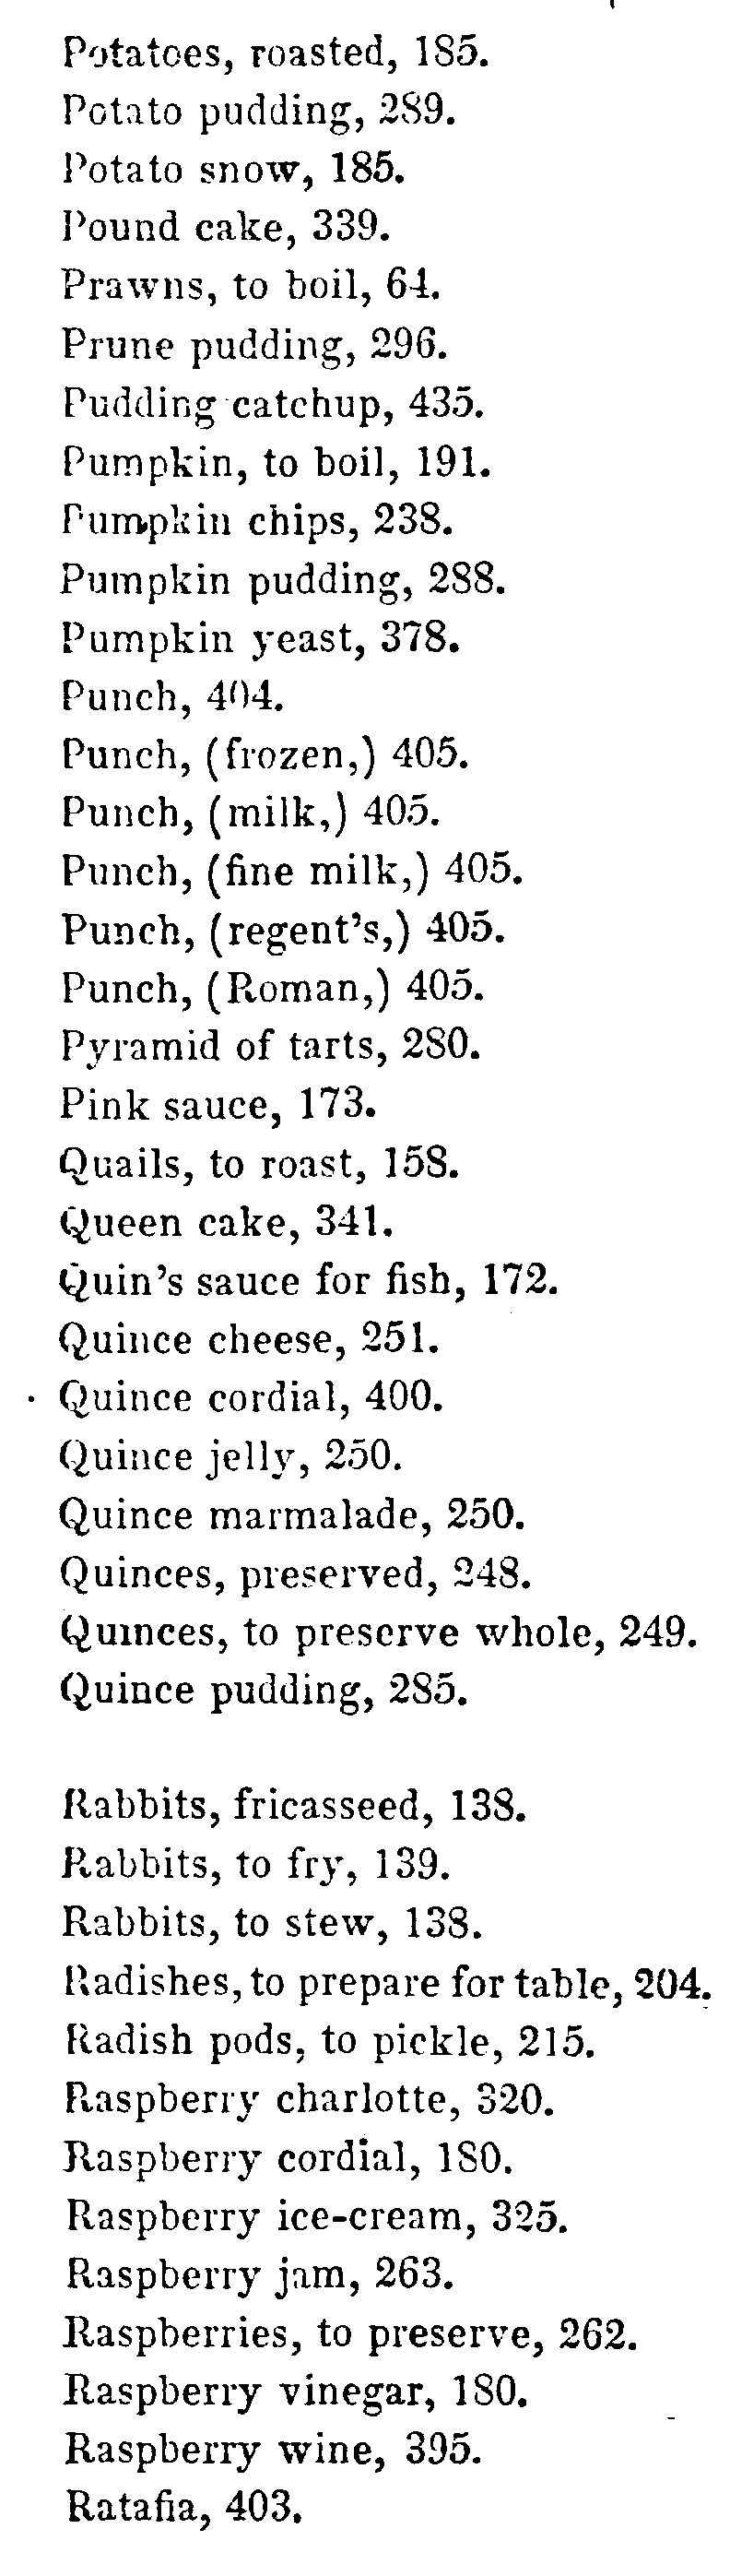 Potatoes, roasted, 185.
Potato pudding, 289.
Potato snow, 185.
Pound cake, 339.
Prawns, to boil, 64.
Prune pudding, 296.
Pudding catchup, 435.
Pumpkin, to boil, 191.
Pumpkin chips, 238.
Pumpkin pudding, 288.
Pumpkin yeast, 378.
Punch, 404.
Punch, (frozen,) 405.
Punch, (milk,) 405.
Punch, (fine milk,) 405.
Punch, (regent's,) 405.
Punch, (Roman,) 405.
Pyramid of tarts, 280.
Pink sauce, 173.
Quails, to roast, 158.
Queen cake, 341.
Quin's sauce for fish, 172.
Quince cheese, 251.
Quince cordial, 400.
Quince jelly, 250.
Quince marmalade, 250.
Quinces, preserved, 248.
Quinces, to preserve whole, 249.
Quince pudding, 285.
Rabbits, fricasseed, 138.
Rabbits, to fry, 139.
Rabbits, to stew, 138.
Radishes, to prepare for table, 204.
Radish pods, to pickle, 215.
Raspberry charlotte, 320.
Raspberry cordial, 180.
Raspberry ice-cream, 325.
Raspberry jam, 263.
Raspberries, to preserve, 262.
Raspberry vinegar, 180.
Raspberry wine, 395.
Ratafia, 403.